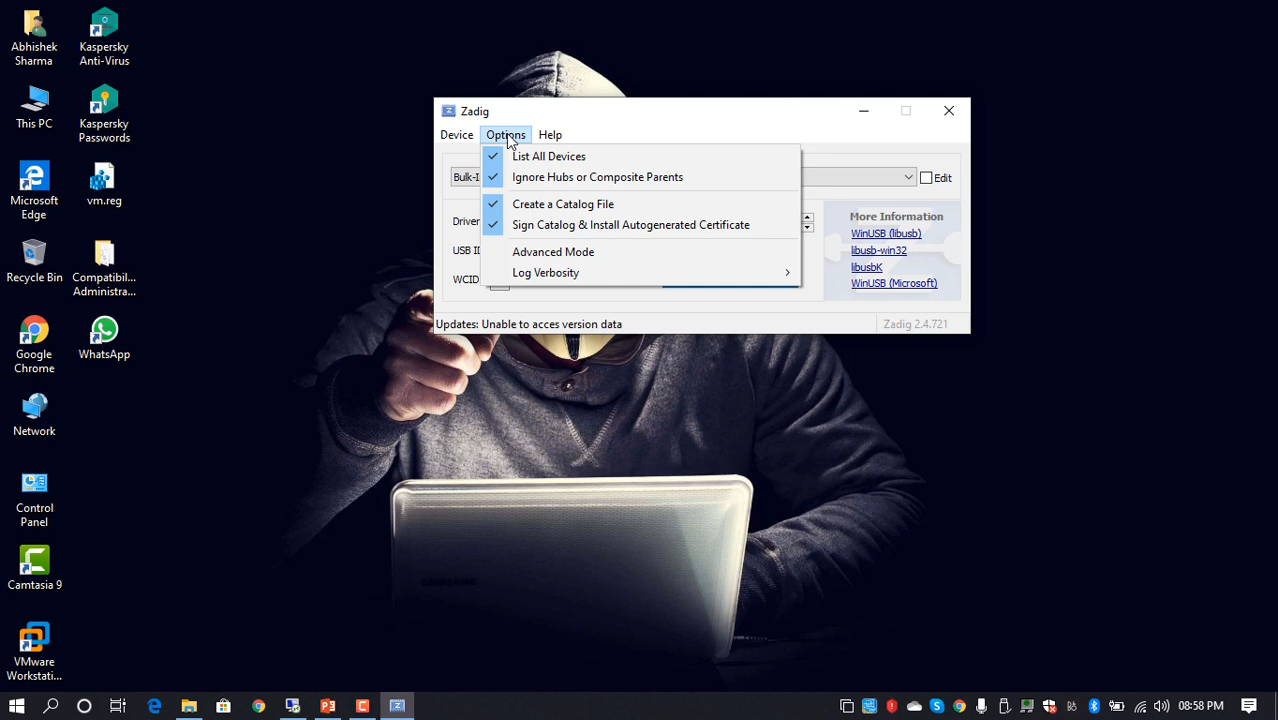 Abhishek
Sharma
Kaspersky
Anti-Virus
This PC
Kaspersky
Passwords
Microsoft
Edge
vm.reg
Recycle Bin
Compatibil...
Administra...
Google
Chrome
WhatsApp
Network
Control
Panel
Camtasia 9
VMware
Workstati...
Zadig
Device Options Help
List All Devices
Ignore Hubs or Composite Parents
Create a Catalog File
Sign Catalog & Install Autogenerated Certificate
Advanced Mode
Log Verbosity
Bulk-I
Edit
Driver
USB ID
WCID
More Information
WinUSB (libusb)
libusb-win32
libusbK
WinUSB (Microsoft)
Updates: Unable to acces version data
Zadig 2.4.721
08:58 PM